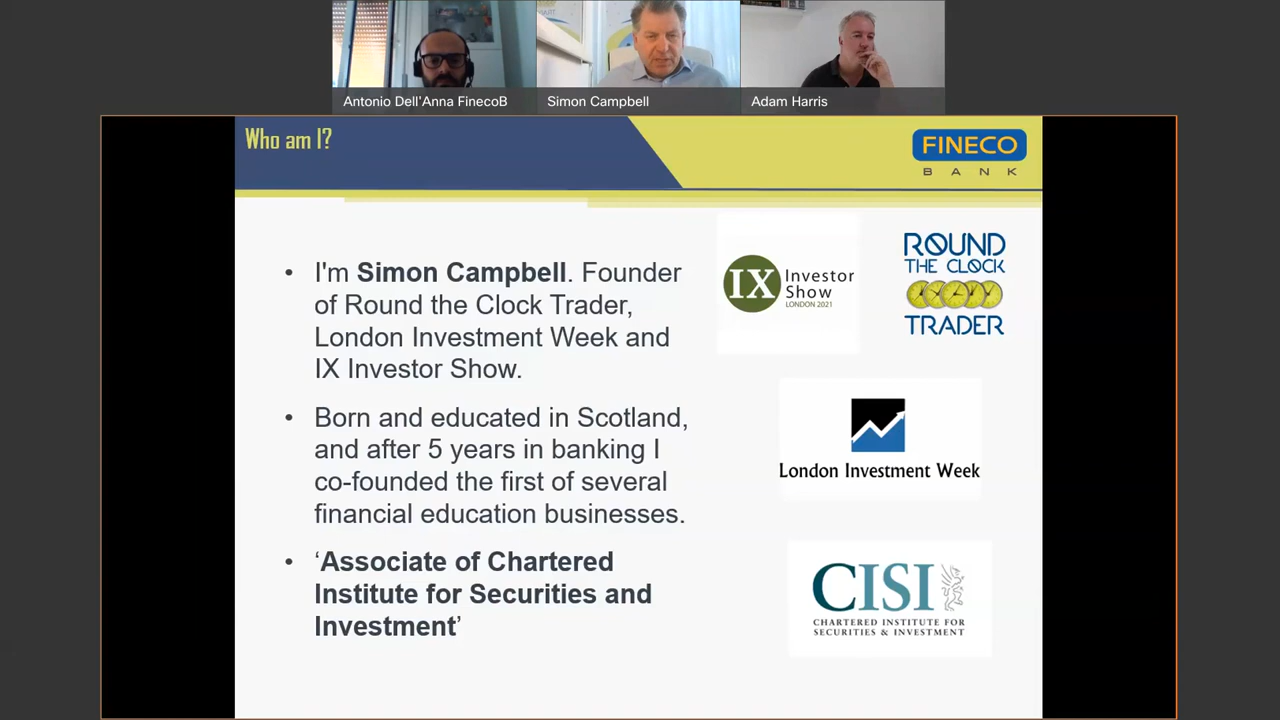 Antonio Dell'Anna FinecoB
Simon Campbell
Adam Harris
Who am I?
FINECO
BANK
• I'm Simon Campbell. Founder
of Round the Clock Trader,
London Investment Week and
IX Investor Show.
• Born and educated in Scotland,
and after 5 years in banking I
co-founded the first of several
financial education businesses.
• ‘Associate of Chartered
Institute for Securities and
Investment’
IX Investor
Show
LONDON 2021
ROUND
THE CLOCK
TRADER
London Investment Week
CISI
CHARTERED INSTITUTE FOR
SECURITIES & INVESTMENT